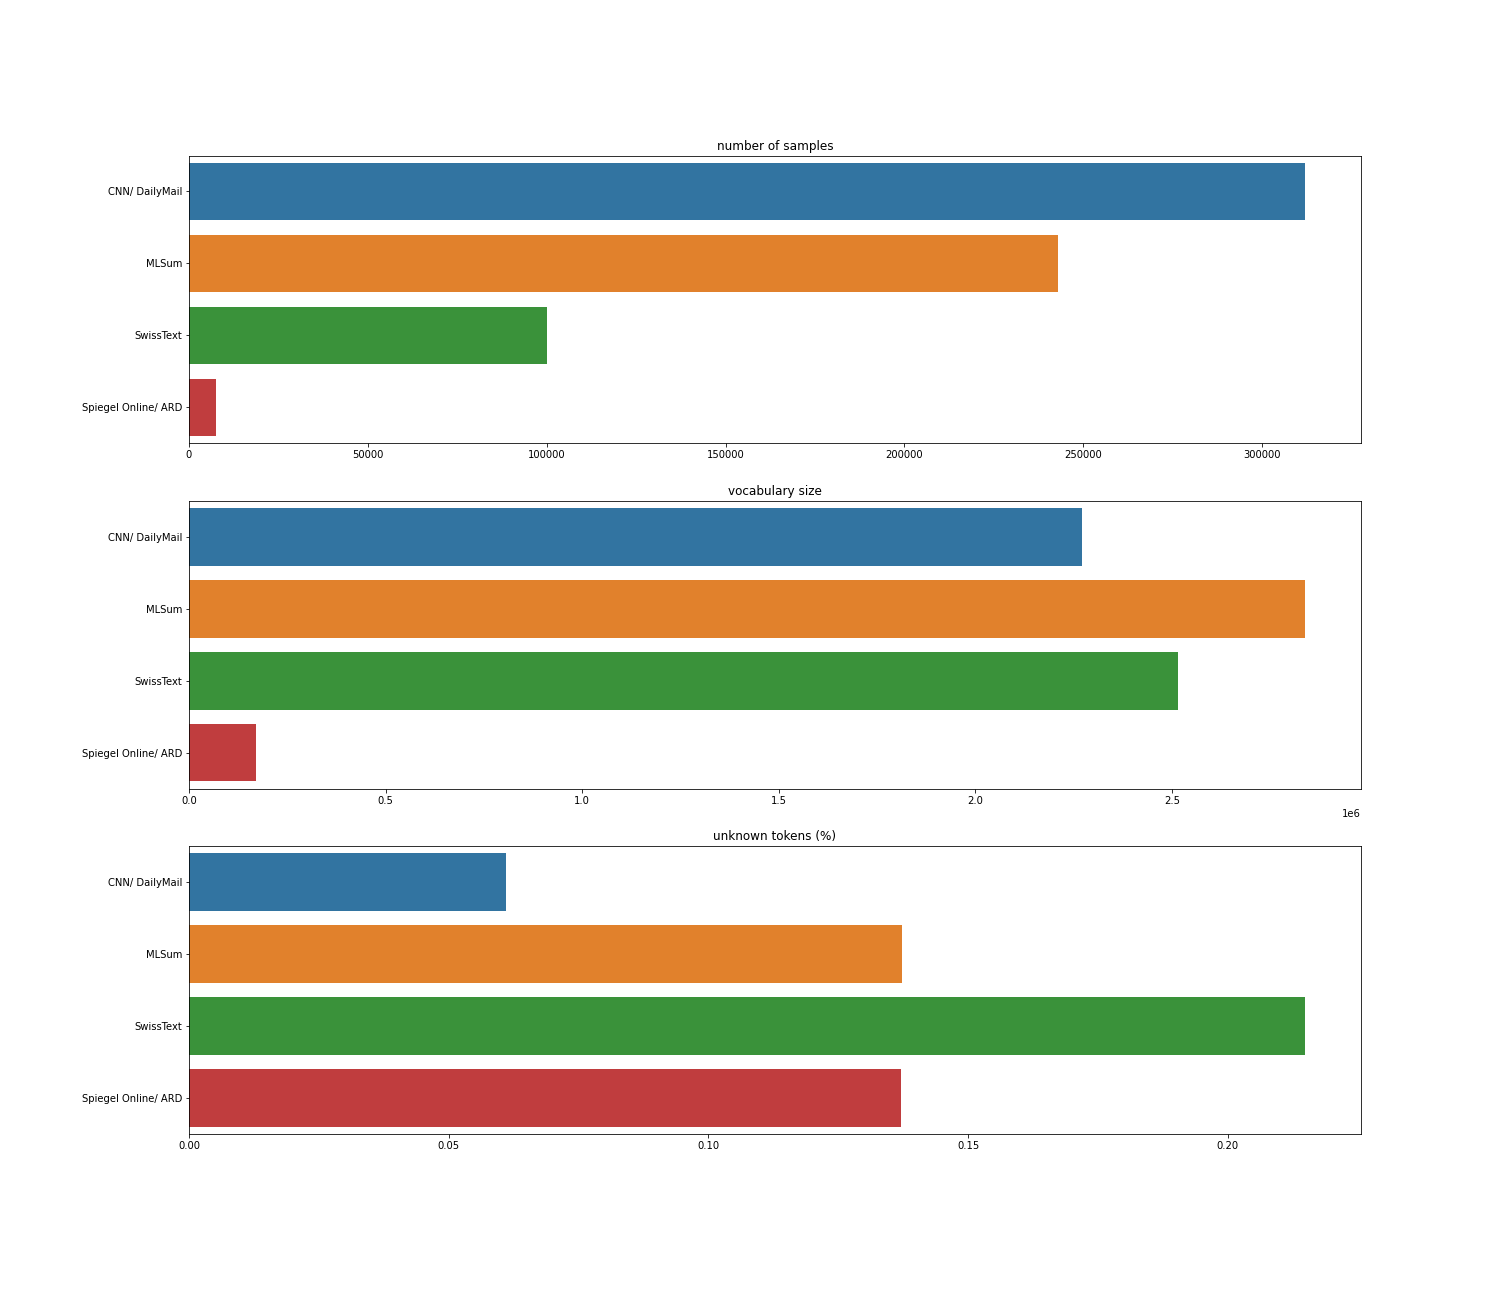 number of samples
CNN/ DailyMail
MLSum
SwissText
Spiegel Online/ ARD
0 50000 100000 150000 200000 250000 300000
vocabulary size
CNN/ DailyMail
MLSum
SwissText
Spiegel Online/ ARD
0.0 0.5 1.0 1.5 2.0 2.5
1e6
unknown tokens (%)
CNN/ DailyMail
MLSum
SwissText
Spiegel Online/ ARD
0.00 0.05 0.10 0.15 0.20